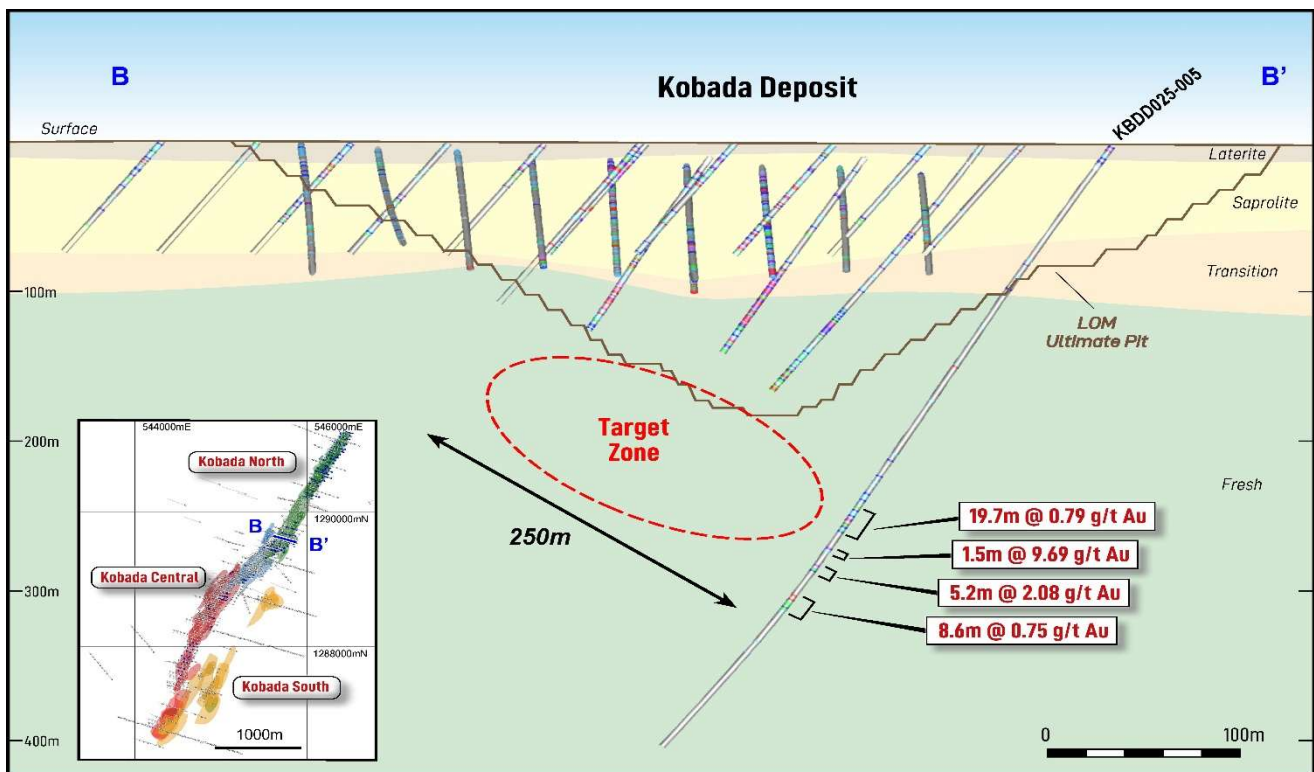 B
Kobada Deposit
B'
KBDD025-005
Surface
Laterite
Saprolite
Transition
100m
LOM
Ultimate Pit
200m
Target
Zone
Fresh
250m
19.7m @ 0.79 g/t Au
1.5m @ 9.69 g/t Au
5.2m @ 2.08 g/t Au
8.6m @ 0.75 g/t Au
300m
400m
0
100m
544000mE
546000mE
Kobada North
1290000mN
B
B'
Kobada Central
1288000mN
Kobada South
1000m